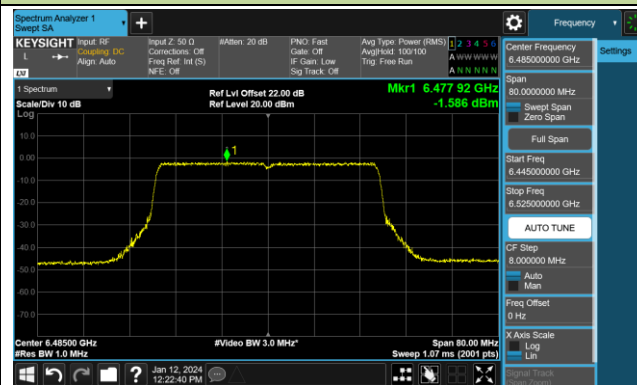 Spectrum Analyzer 1
Swept SA
Frequency
KEYSIGHT
Input: RF
Coupling: DC
Align: Auto
Input Z: 50 Ω
Corrections: Off
Freq Ref: Int (S)
NFE: Off
#Atten: 20 dB
PNO: Fast
Gate: Off
IF Gain: Low
Sig Track: Off
Avg Type: Power (RMS)
Avg|Hold: 100/100
Trig: Free Run
1 2 3 4 5 6
A W W W W W
A N N N N N
L
LXI
1 Spectrum
Scale/Div 10 dB
Log
Ref Lvl Offset 22.00 dB
Ref Level 20.00 dBm
Mkr1 6.477 92 GHz
-1.586 dBm
1
10.0
0.00
-10.0
-20.0
-30.0
-40.0
-50.0
-60.0
-70.0
Center 6.48500 GHz
#Res BW 1.0 MHz
#Video BW 3.0 MHz*
Span 80.00 MHz
Sweep 1.07 ms (2001 pts)
Jan 12, 2024
12:22:40 PM
Center Frequency
6.485000000 GHz
Settings
Span
80.0000000 MHz
Swept Span
Zero Span
Full Span
Start Freq
6.445000000 GHz
Stop Freq
6.525000000 GHz
AUTO TUNE
CF Step
8.000000 MHz
Auto
Man
Freq Offset
0 Hz
X Axis Scale
Log
Lin
Signal Track
(Span Zoom)